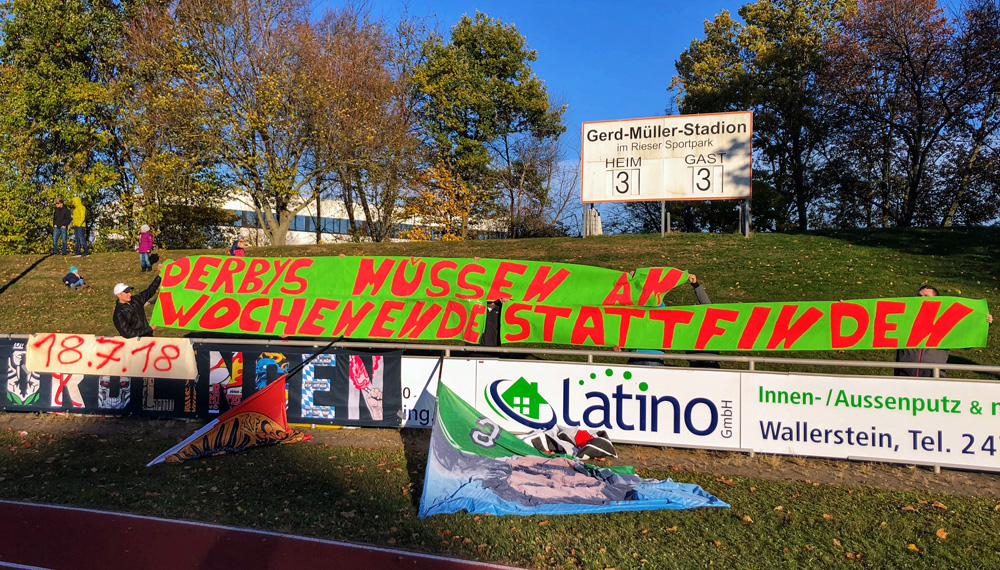 Gerd-Müller-Stadion
im Rieser Sportpark
HEIM GAST
3 3
DERBYS MÜSSEN AM
WOCHENENDE STATTFINDEN
18.7.18
Latino GmbH
Innen-/Aussenputz &
Wallerstein, Tel.